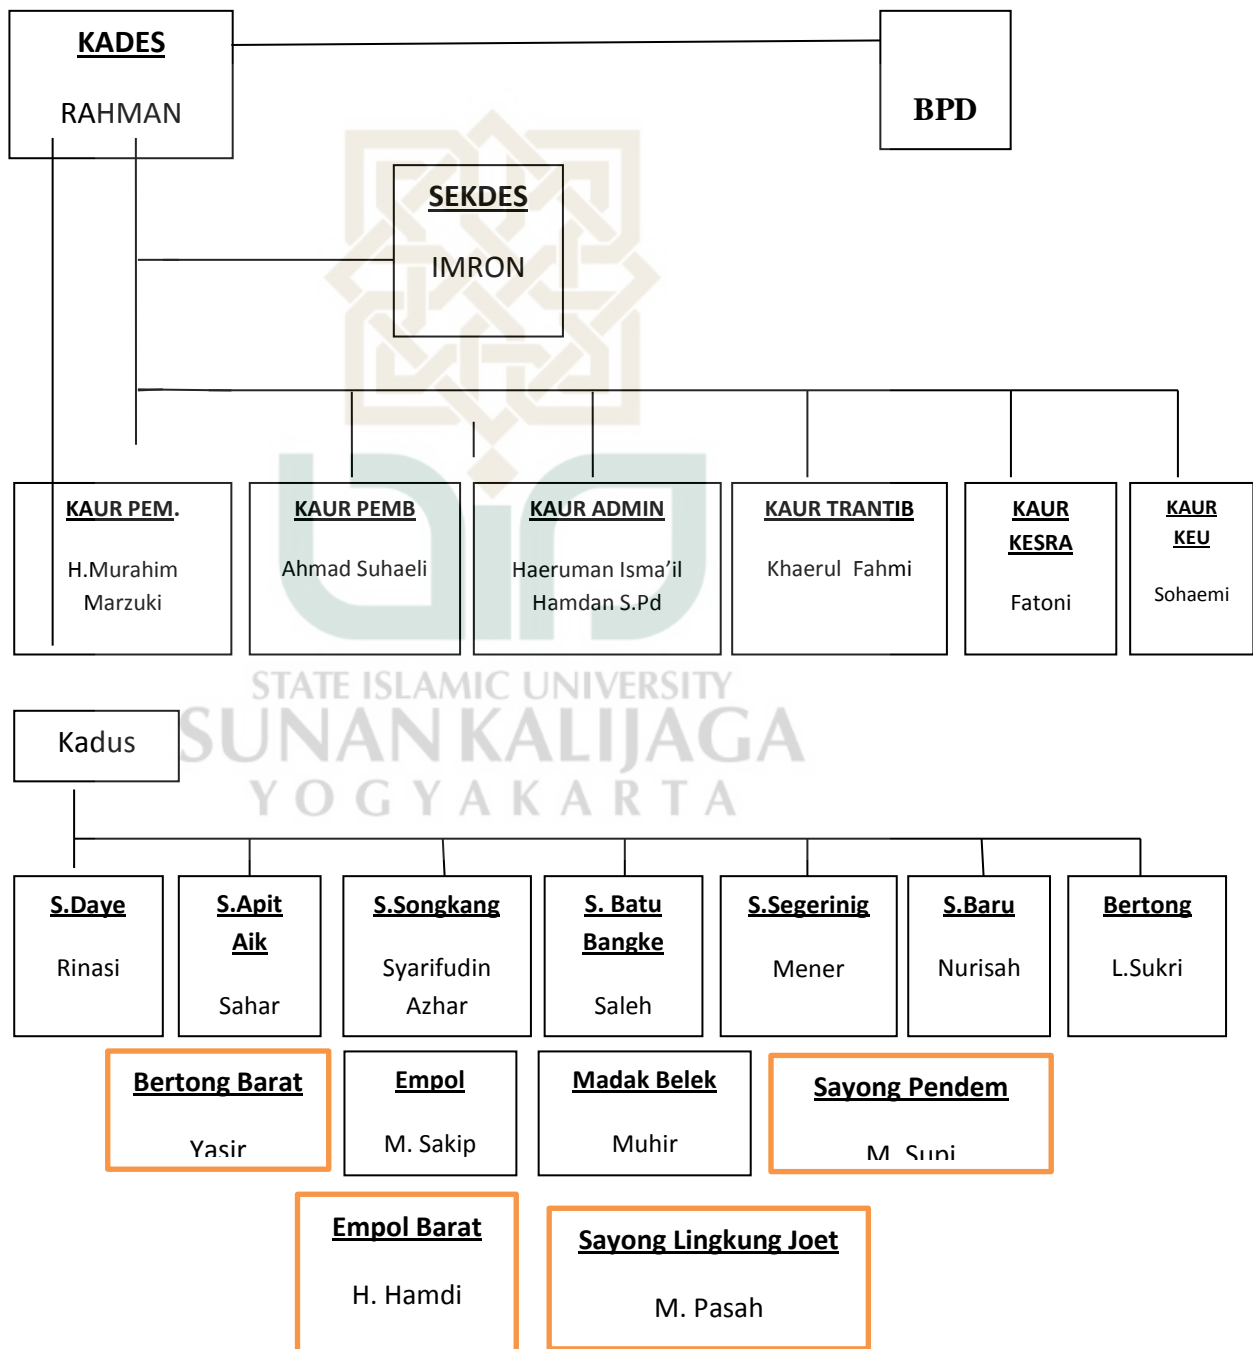 KADES
RAHMAN
BPD
SEKDES
IMRON
KAUR PEM.
H.Murahim
Marzuki
KAUR PEMB
Ahmad Suhaeli
KAUR ADMIN
Haeruman Isma’il
Hamdan S.Pd
KAUR TRANTIB
Khaerul Fahmi
KAUR
KESRA
Fatoni
KAUR
KEU
Sohaemi
STATE ISLAMIC UNIVERSITY
SUNAN KALIJAGA
YOGYAKARTA
Kadus
S.Daye
Rinasi
S.Apit
Aik
Sahar
S.Songkang
Syarifudin
Azhar
S. Batu
Bangke
Saleh
S.Segerinig
Mener
S.Baru
Nurisah
Bertong
L.Sukri
Bertong Barat
Yasir
Empol
M. Sakip
Madak Belek
Muhir
Sayong Pendem
M. Supi
Empol Barat
H. Hamdi
Sayong Lingkung Joet
M. Pasah